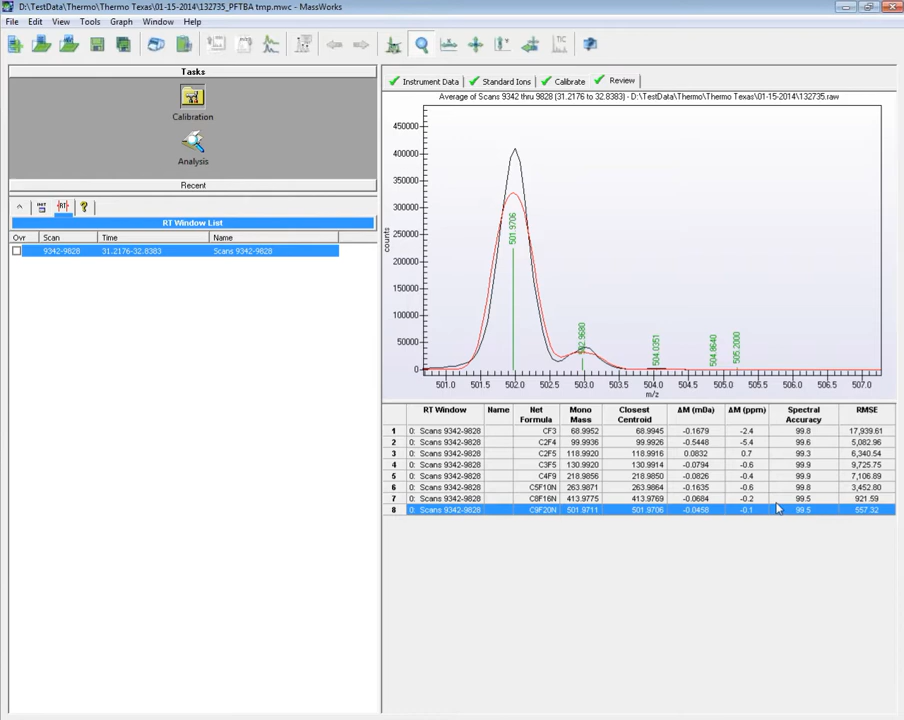 D:\TestData\Thermo\Thermo Texas\01-15-2014\132735_PFTBA tmp.mwc - MassWorks
File Edit View Tools Graph Window Help
Tasks
Calibration
Analysis
Recent
RT Window List
Ovr Scan Time Name
9342-9828 31.2176-32.8383 Scans 9342-9828
Instrument Data Standard Ions Calibrate Review
Average of Scans 9342 thru 9828 (31.2176 to 32.8383) - D:\TestData\Thermo\Thermo Texas\01-15-2014\132735.raw
450000
400000
350000
300000
250000
200000
150000
100000
50000
0
counts
501.9706
502.9680
504.0351
504.8640
505.2000
501.0 501.5 502.0 502.5 503.0 503.5 504.0 504.5 505.0 505.5 506.0 506.5 507.0
m/z
RT Window Name Net Formula Mono Mass Closest Centroid ΔM (mDa) ΔM (ppm) Spectral Accuracy RMSE
1 0: Scans 9342-9828 CF3 68.9952 68.9945 -0.1679 -2.4 99.8 17,939.61
2 0: Scans 9342-9828 C2F4 99.9936 99.9926 -0.5448 -5.4 99.6 5,082.96
3 0: Scans 9342-9828 C2F5 118.9920 118.9916 0.0832 0.7 99.3 6,340.54
4 0: Scans 9342-9828 C3F5 130.9920 130.9914 -0.0794 -0.6 99.9 9,725.75
5 0: Scans 9342-9828 C4F9 218.9856 218.9850 -0.0826 -0.4 99.9 7,106.89
6 0: Scans 9342-9828 C5F10N 263.9871 263.9864 -0.1635 -0.6 99.8 3,452.80
7 0: Scans 9342-9828 C8F16N 413.9775 413.9769 -0.0684 -0.2 99.5 921.59
8 0: Scans 9342-9828 C9F20N 501.9711 501.9706 -0.0458 -0.1 99.5 557.32